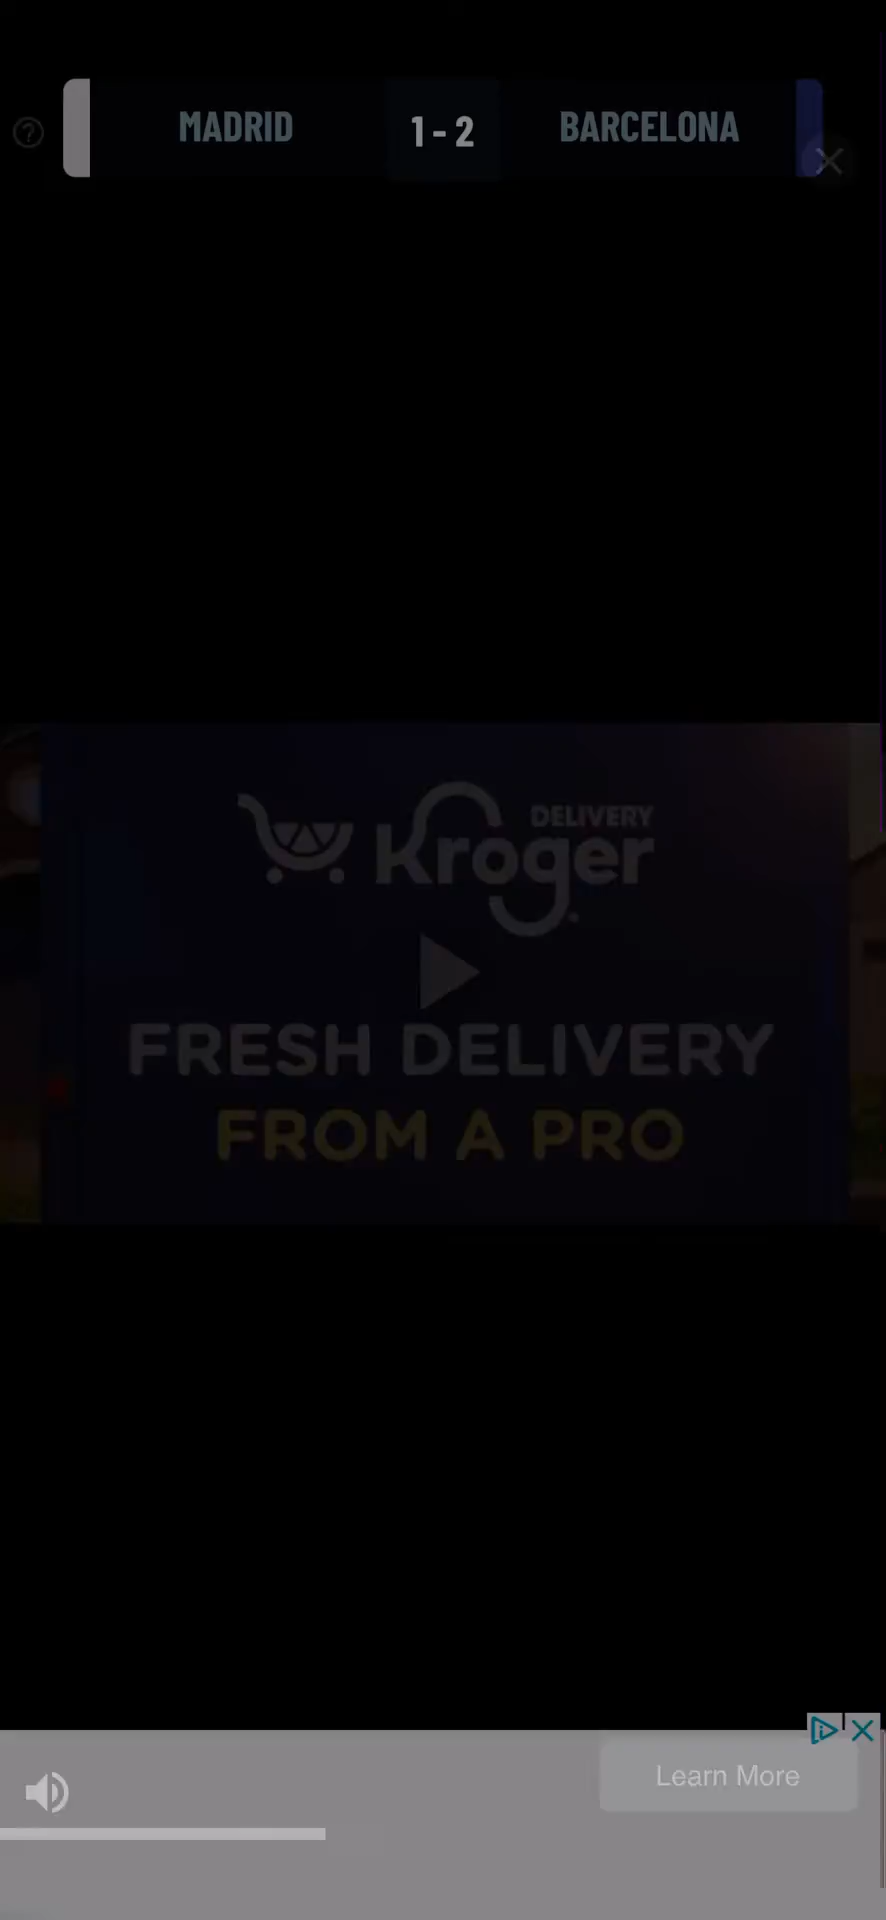 MADRID 1 - 2 BARCELONA
DELIVERY
Kroger
FRESH DELIVERY
FROM A PRO
Learn More